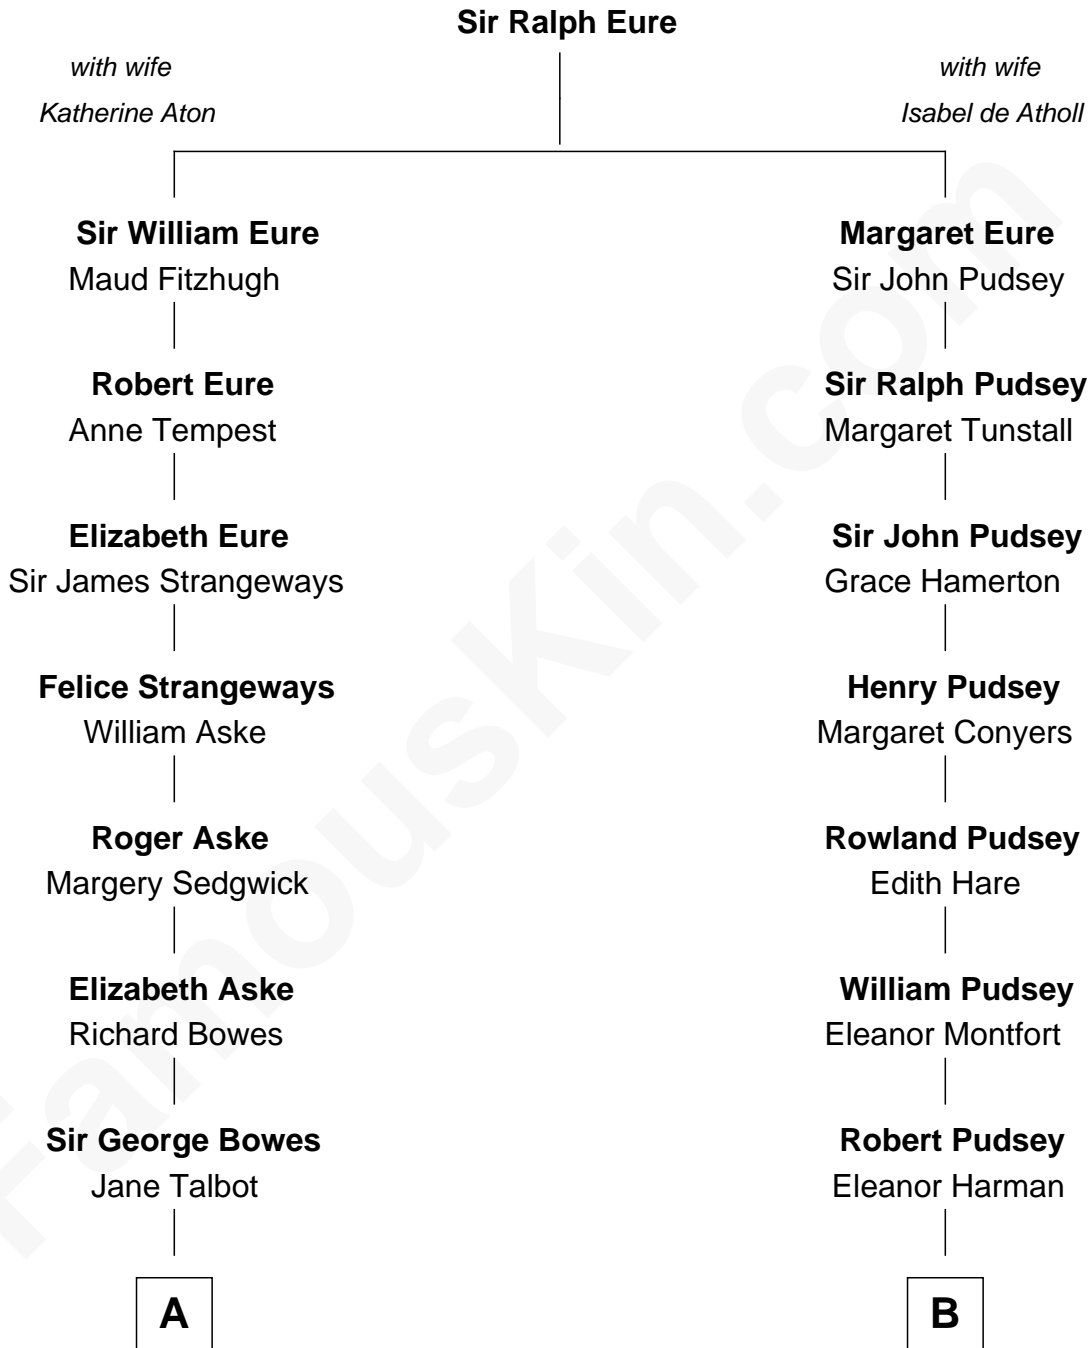 Sir Ralph Eure
with wife
Katherine Aton
with wife
Isabel de Atholl
Sir William Eure
Maud Fitzhugh
Margaret Eure
Sir John Pudsey
Robert Eure
Anne Tempest
Sir Ralph Pudsey
Margaret Tunstall
Elizabeth Eure
Sir James Strangeways
Sir John Pudsey
Grace Hamerton
Felice Strangeways
William Aske
Henry Pudsey
Margaret Conyers
Roger Aske
Margery Sedgwick
Rowland Pudsey
Edith Hare
Elizabeth Aske
Richard Bowes
William Pudsey
Eleanor Montfort
Sir George Bowes
Jane Talbot
Robert Pudsey
Eleanor Harman
A
B
FamousKin.com